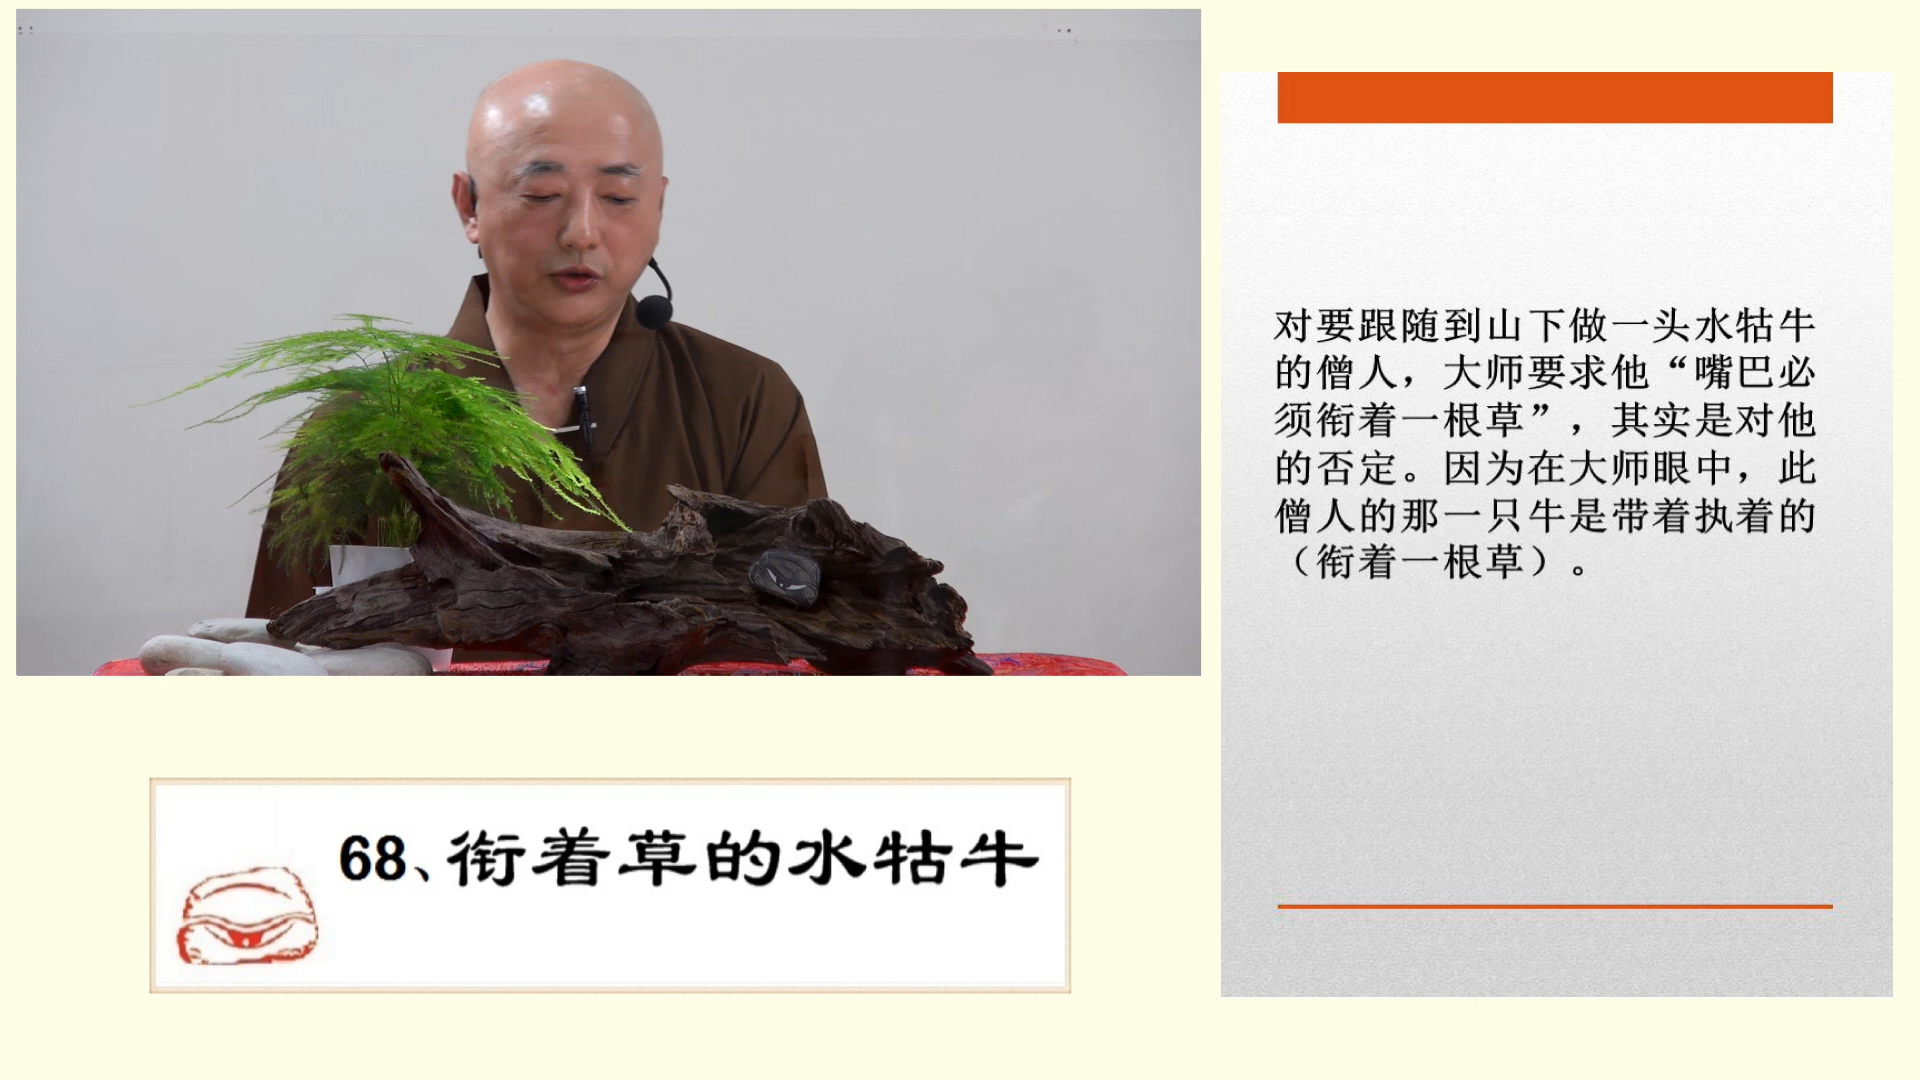 对要跟随到山下做一头水牯牛
的僧人，大师要求他“嘴巴必
须衔着一根草”，其实是对他
的否定。因为在大师眼中，此
僧人的那一只牛是带着执着的
（衔着一根草）。
68、衔着草的水牯牛